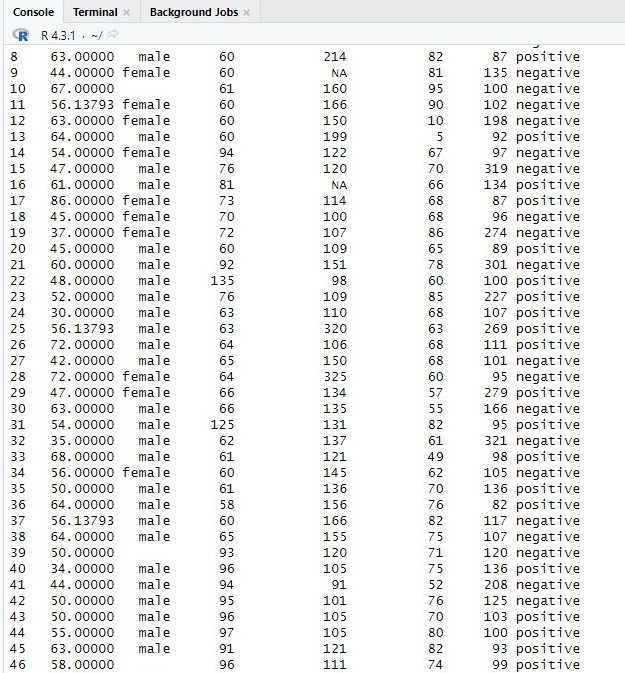 Console Terminal × Background Jobs ×
R R 4.3.1 · ~/
8 63.00000 male 60 214 82 87 positive
9 44.00000 female 60 NA 81 135 negative
10 67.00000 61 160 95 100 negative
11 56.13793 female 60 166 90 102 negative
12 63.00000 female 60 150 10 198 negative
13 64.00000 male 60 199 5 92 positive
14 54.00000 female 94 122 67 97 negative
15 47.00000 male 76 120 70 319 negative
16 61.00000 male 81 NA 66 134 positive
17 86.00000 female 73 114 68 87 positive
18 45.00000 female 70 100 68 96 negative
19 37.00000 female 72 107 86 274 negative
20 45.00000 male 60 109 65 89 positive
21 60.00000 male 92 151 78 301 negative
22 48.00000 male 135 98 60 100 positive
23 52.00000 male 76 109 85 227 positive
24 30.00000 male 63 110 68 107 positive
25 56.13793 male 63 320 63 269 positive
26 72.00000 male 64 106 68 111 positive
27 42.00000 male 65 150 68 101 negative
28 72.00000 female 64 325 60 95 negative
29 47.00000 female 66 134 57 279 positive
30 63.00000 male 66 135 55 166 negative
31 54.00000 male 125 131 82 95 positive
32 35.00000 male 62 137 61 321 negative
33 68.00000 male 61 121 49 98 positive
34 56.00000 female 60 145 62 105 negative
35 50.00000 male 61 136 70 136 positive
36 64.00000 male 58 156 76 82 positive
37 56.13793 male 60 166 82 117 negative
38 64.00000 male 65 155 75 107 negative
39 50.00000 93 120 71 120 negative
40 34.00000 male 96 105 75 136 positive
41 44.00000 male 94 91 52 208 negative
42 50.00000 male 95 101 76 125 negative
43 50.00000 male 96 105 70 103 positive
44 55.00000 male 97 105 80 100 positive
45 63.00000 male 91 121 82 93 positive
46 58.00000 96 111 74 99 positive